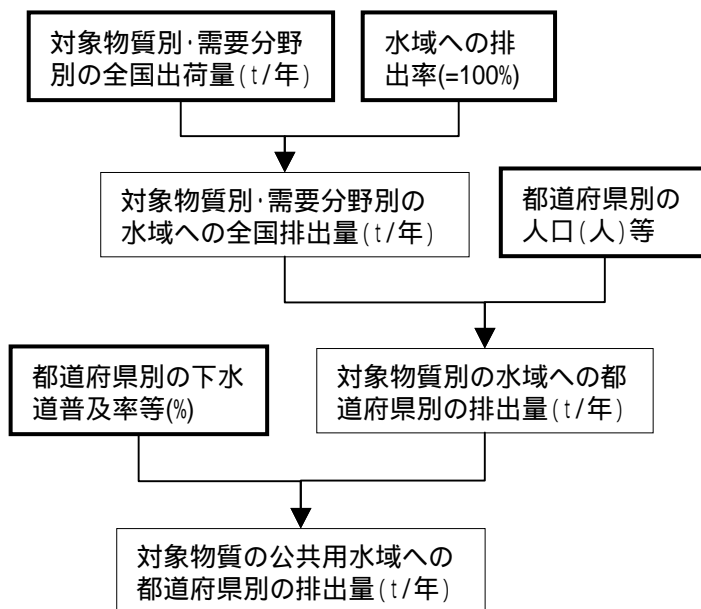 対象物質別・需要分野
別の全国出荷量(t/年)
水域への排
出率(=100%)
対象物質別・需要分野別の
水域への全国排出量(t/年)
都道府県別の
人口(人)等
都道府県別の下水
道普及率等(%)
対象物質別の水域への都
道府県別の排出量(t/年)
対象物質の公共用水域への
都道府県別の排出量(t/年)